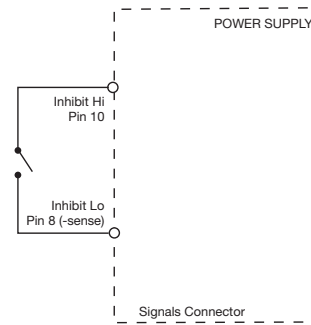 POWER SUPPLY
Inhibit Hi
Pin 10
Inhibit Lo
Pin 8 (-sense)
Signals Connector